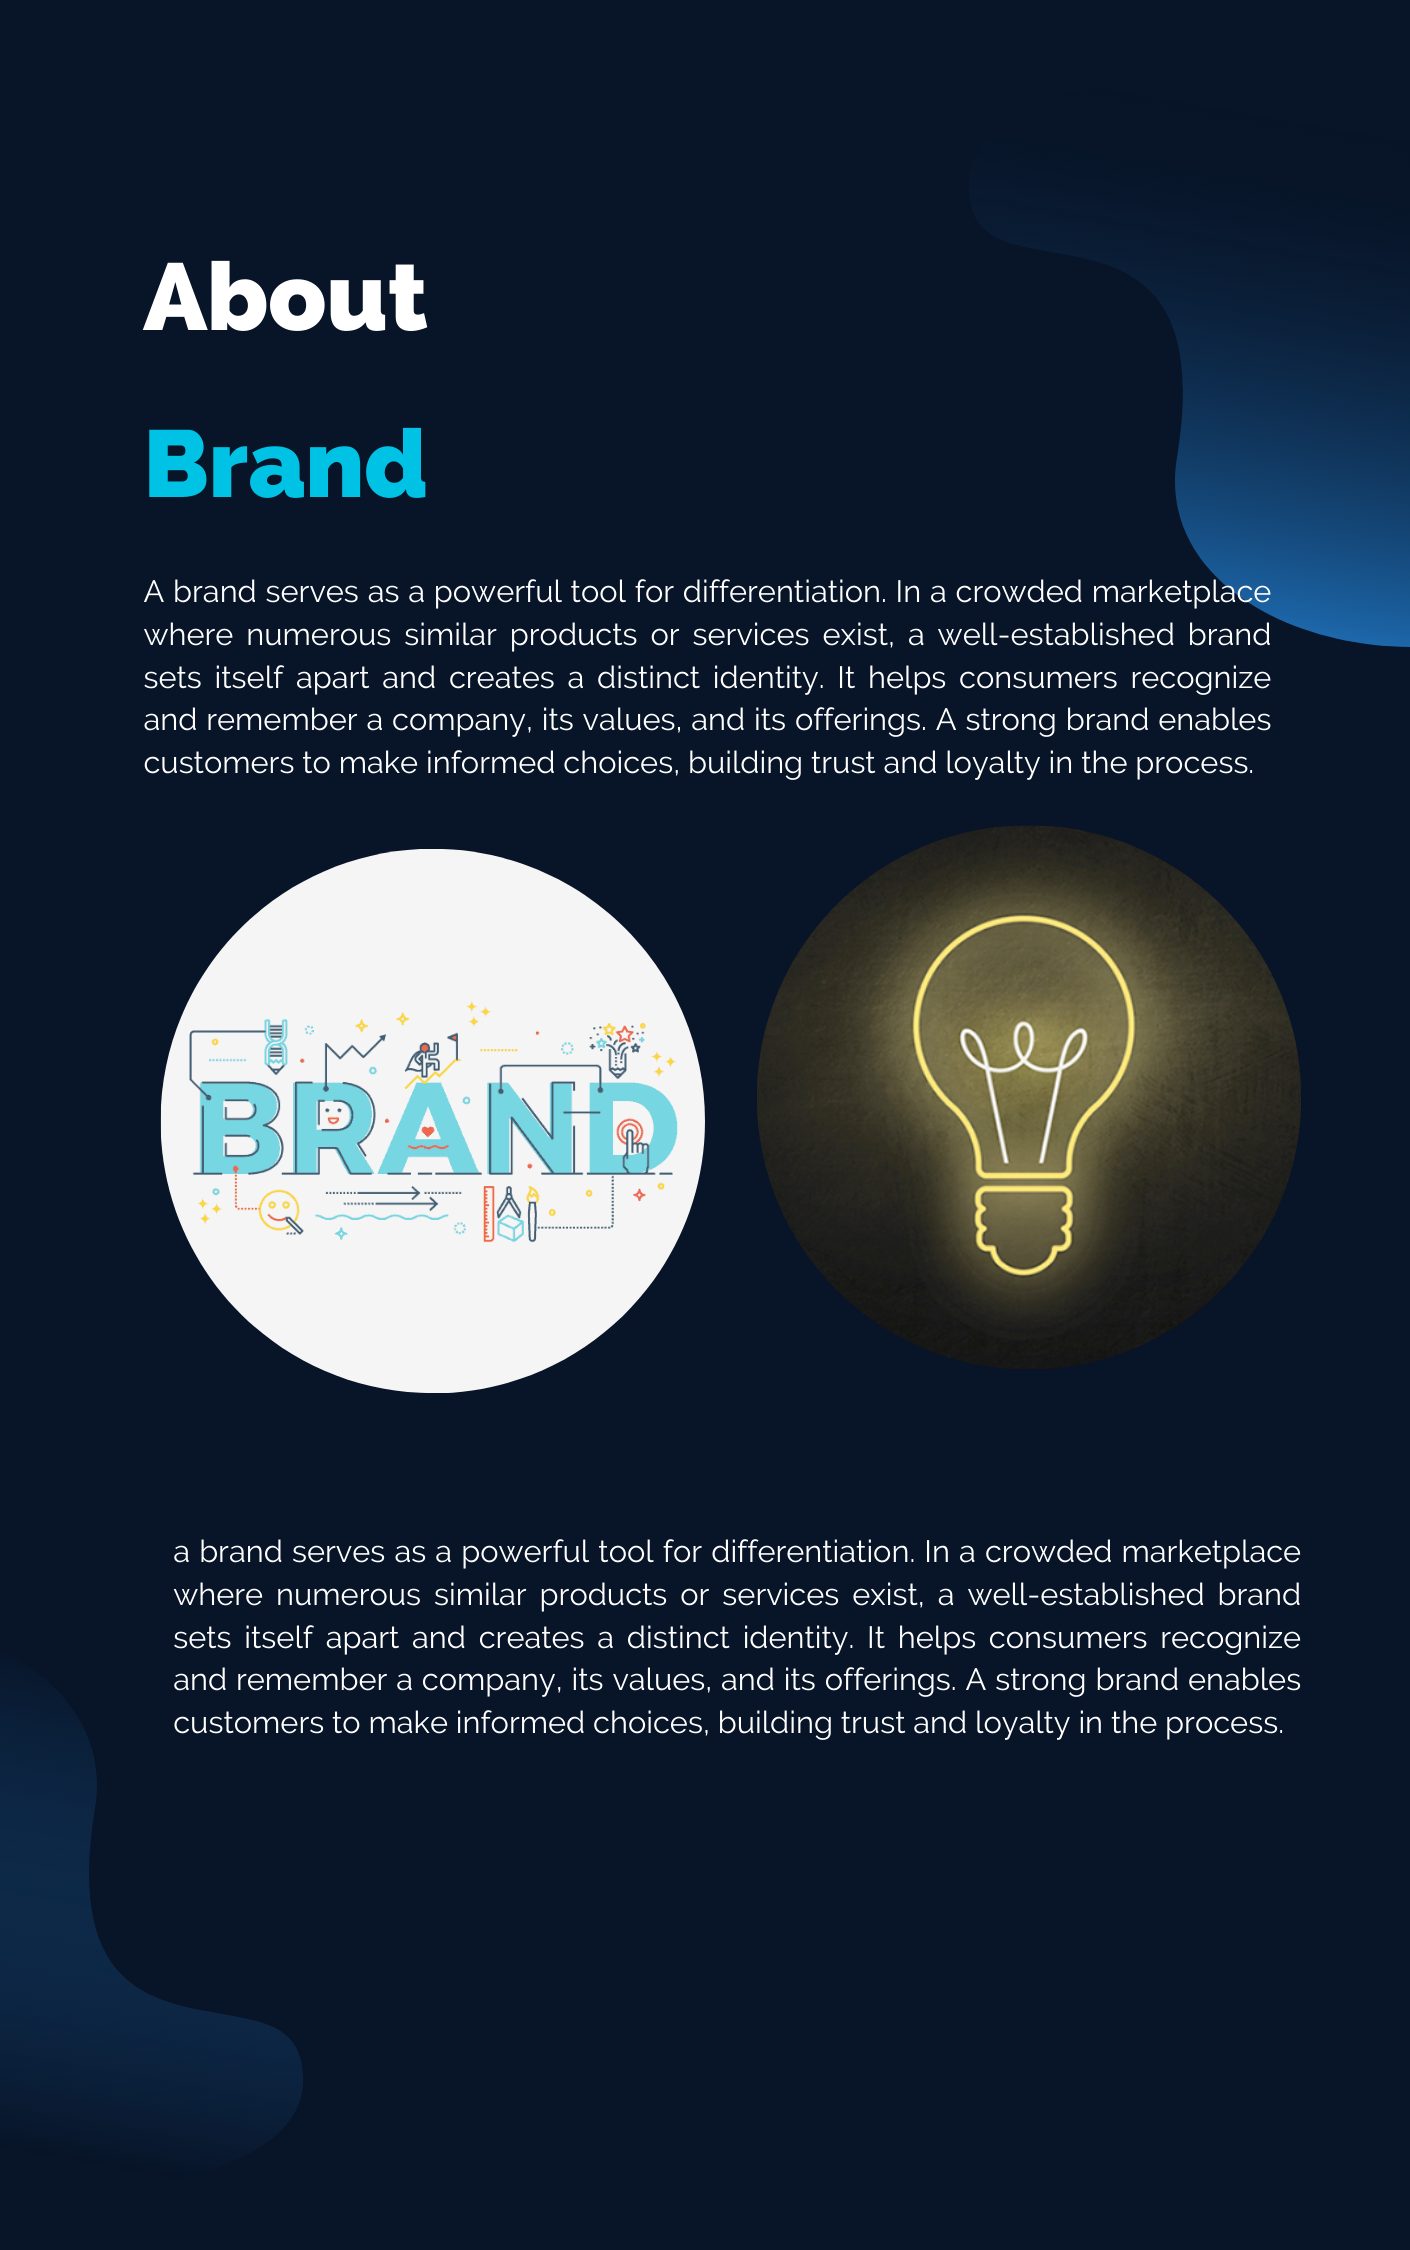 About
Brand
A brand serves as a powerful tool for differentiation. In a crowded marketplace
where numerous similar products or services exist, a well-established brand
sets itself apart and creates a distinct identity. It helps consumers recognize
and remember a company, its values, and its offerings. A strong brand enables
customers to make informed choices, building trust and loyalty in the process.
BRAND
a brand serves as a powerful tool for differentiation. In a crowded marketplace
where numerous similar products or services exist, a well-established brand
sets itself apart and creates a distinct identity. It helps consumers recognize
and remember a company, its values, and its offerings. A strong brand enables
customers to make informed choices, building trust and loyalty in the process.